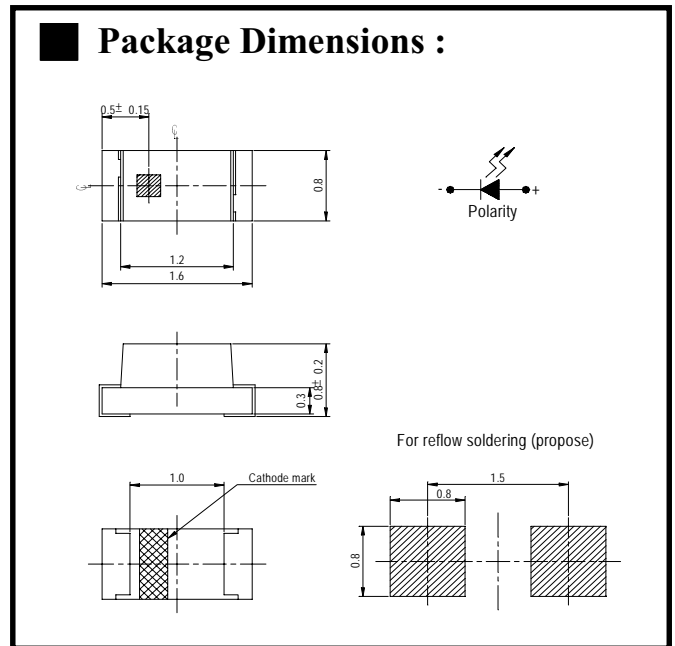 Package Dimensions :
0.5± 0.15
0.8
1.2
1.6
- +
Polarity
0.3
0.8± 0.2
For reflow soldering (propose)
1.0
Cathode mark
1.5
0.8
0.8